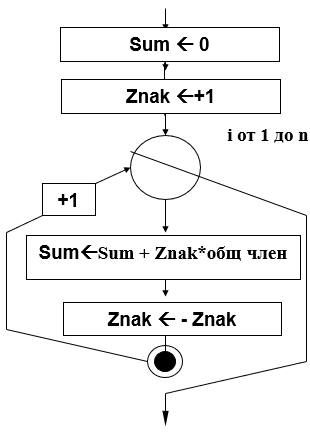 Sum ← 0
Znak ←+1
i от 1 до n
+1
Sum←Sum + Znak*общ член
Znak ← - Znak